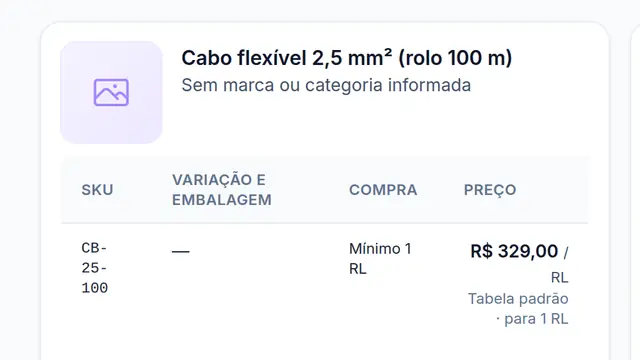 Cabo flexível 2,5 mm² (rolo 100 m)
Sem marca ou categoria informada
SKU
VARIAÇÃO E
EMBALAGEM
COMPRA
PREÇO
CB-
25-
100
—
Mínimo 1
RL
R$ 329,00 /
RL
Tabela padrão
· para 1 RL